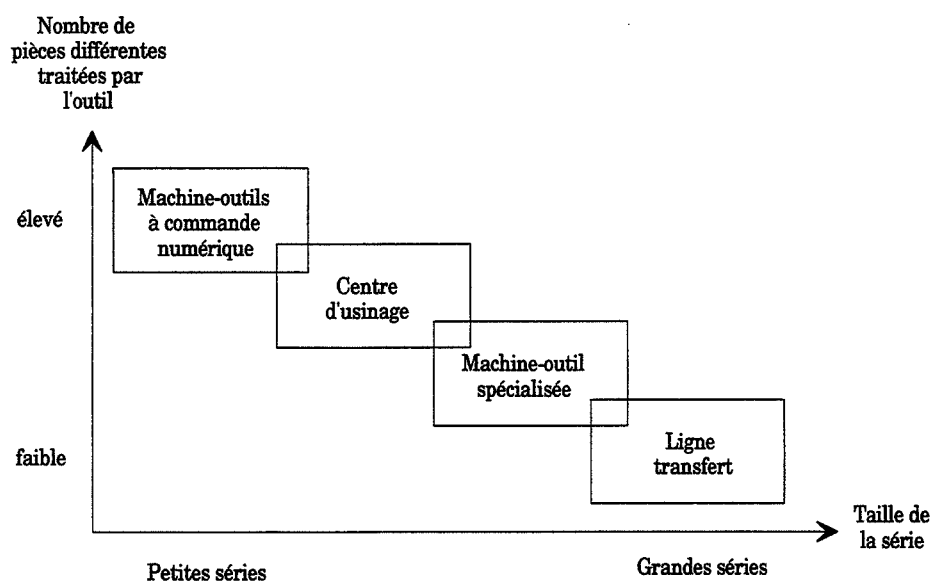 Nombre de
pièces différentes
traitées par
l'outil
élevé
Machine-outils
à commande
numérique
Centre
d'usinage
Machine-outil
spécialisée
faible
Ligne
transfert
Taille de
la série
Petites séries
Grandes séries